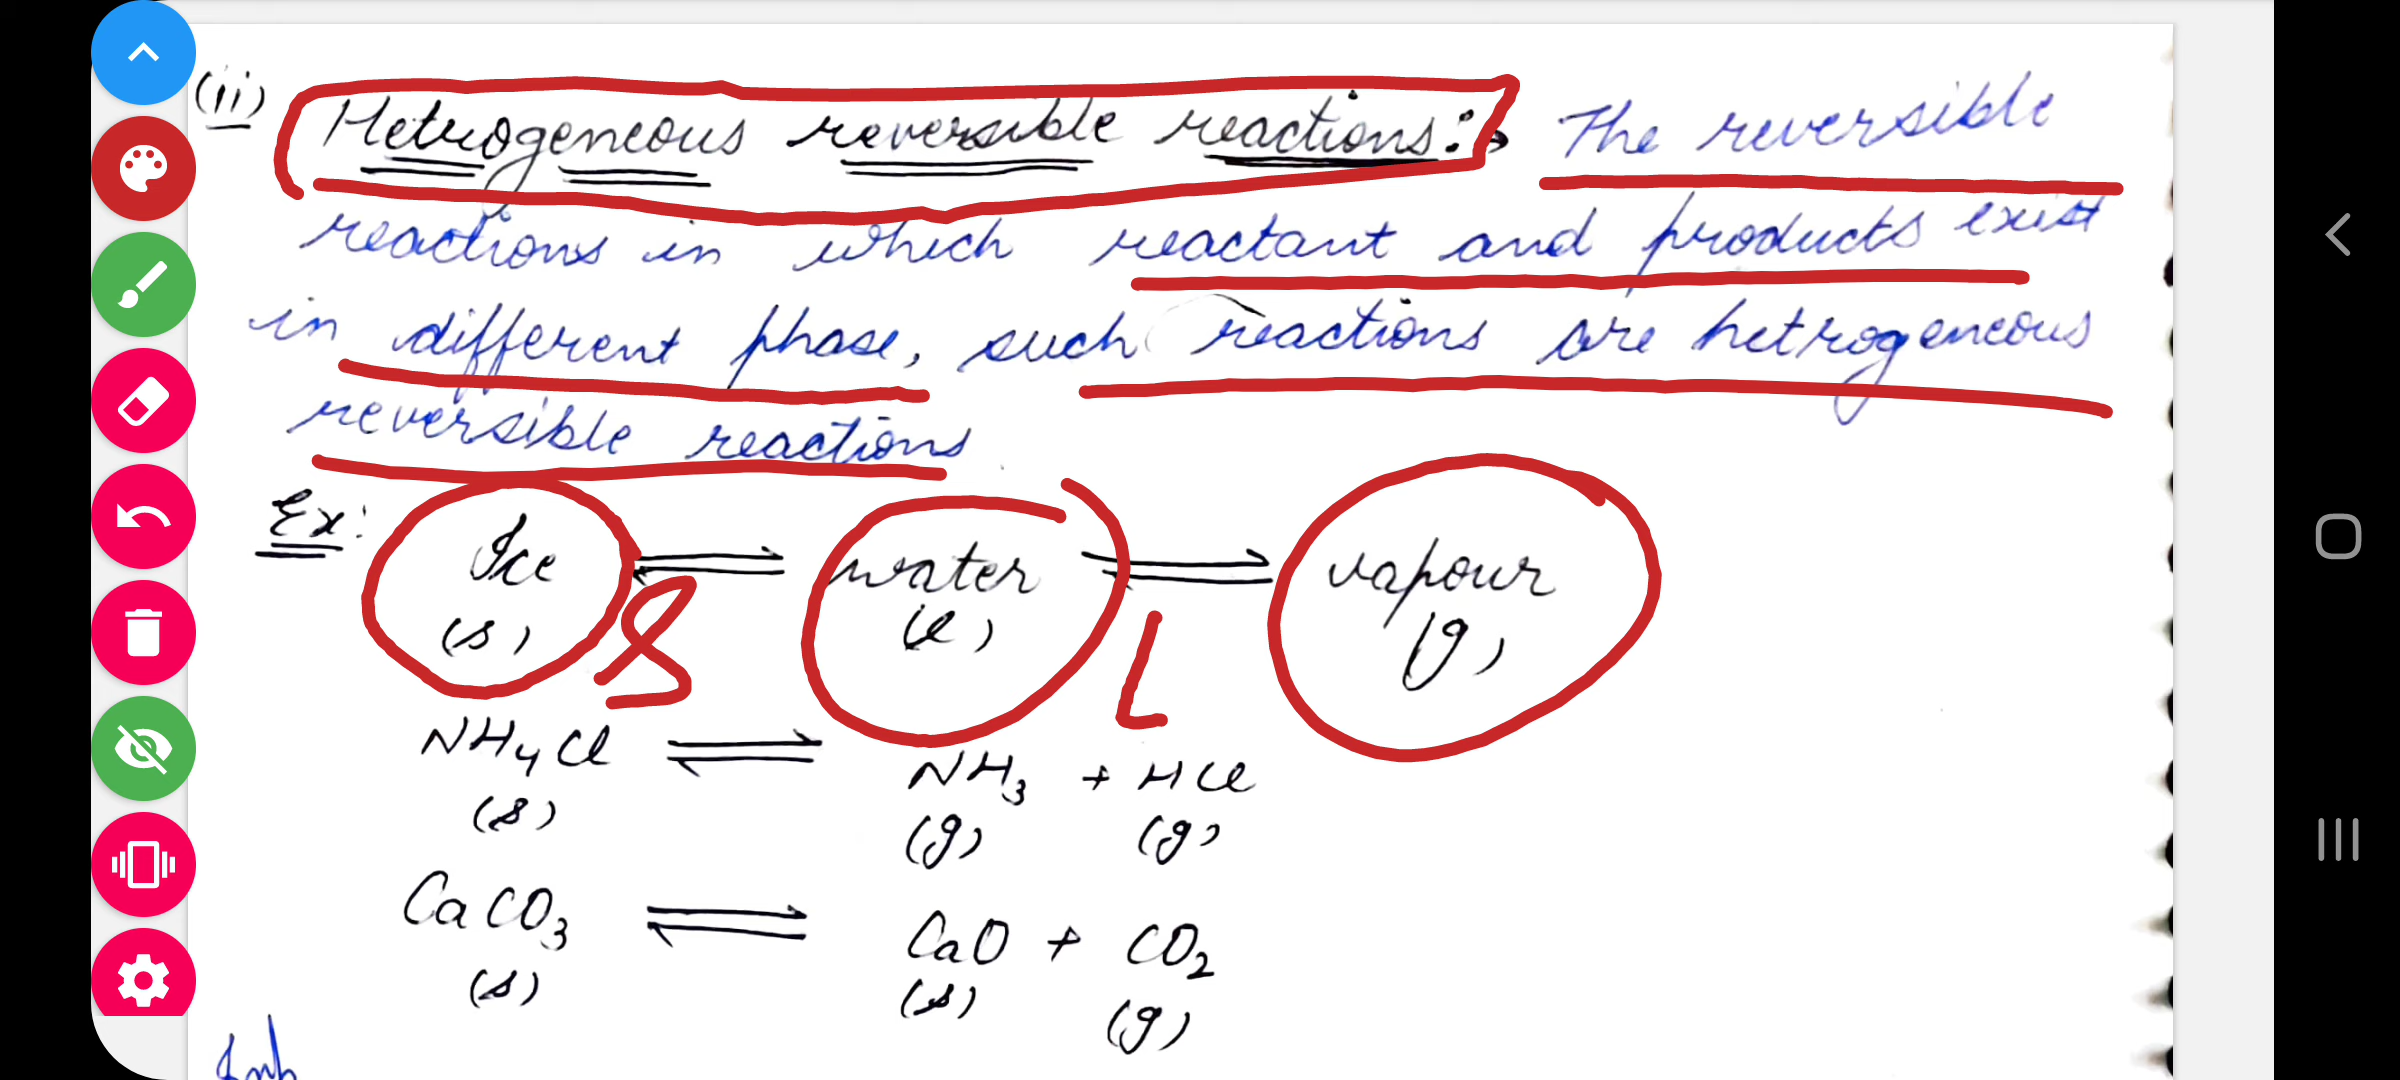 (ii) Hetrogeneous reversible reactions:→ The reversible
reactions in which reactant and products exist
in different phase, such reactions are hetrogeneous
reversible reactions
Ex: Ice ⇌ water ⇌ vapour
(s) (l) (g)
S L
NH4Cl ⇌ NH3 + HCl
(s) (g) (g)
CaCO3 ⇌ CaO + CO2
(s) (s) (g)